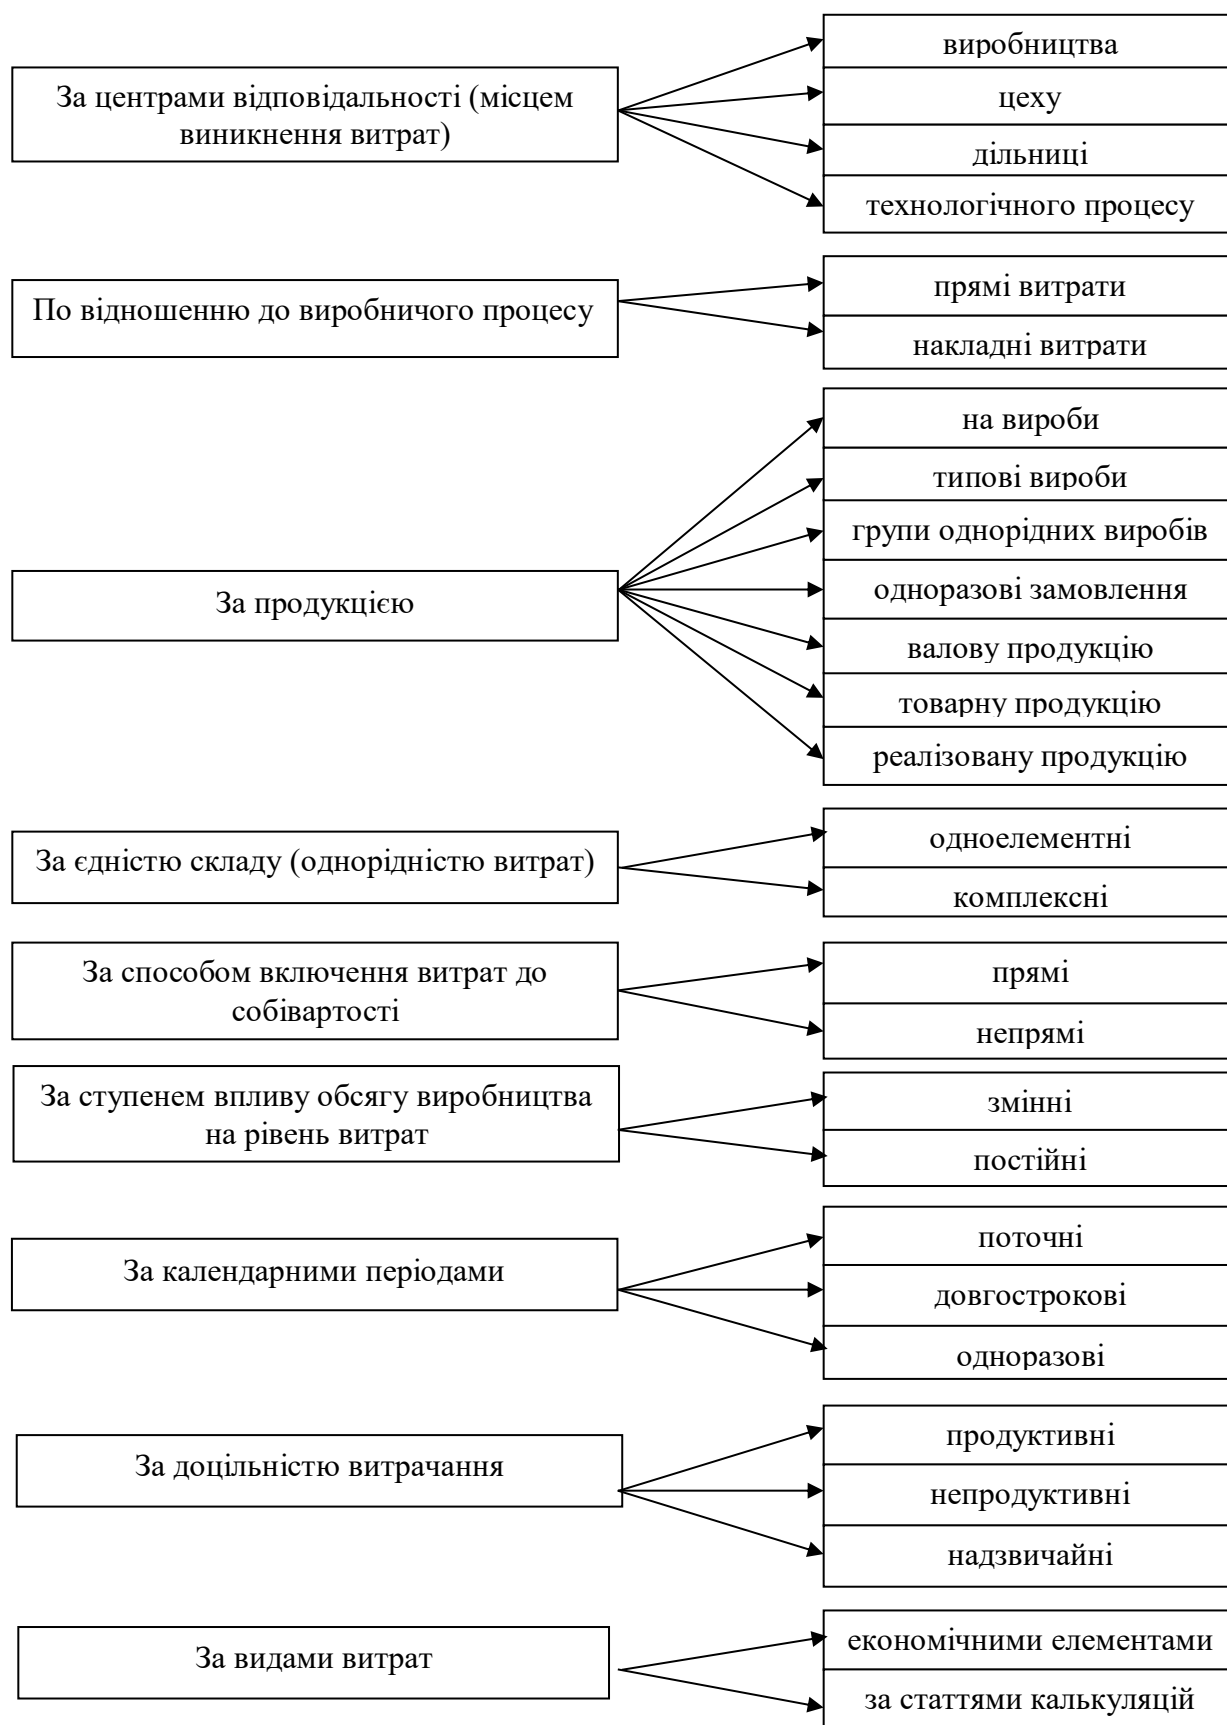 За центрами відповідальності (місцем
виникнення витрат)
виробництва
цеху
дільниці
технологічного процесу
По відношенню до виробничого процесу
прямі витрати
накладні витрати
За продукцією
на вироби
типові вироби
групи однорідних виробів
одноразові замовлення
валову продукцію
товарну продукцію
реалізовану продукцію
За єдністю складу (однорідністю витрат)
одноелементні
комплексні
За способом включення витрат до
собівартості
прямі
непрямі
За ступенем впливу обсягу виробництва
на рівень витрат
змінні
постійні
За календарними періодами
поточні
довгострокові
одноразові
За доцільністю витрачання
продуктивні
непродуктивні
надзвичайні
За видами витрат
економічними елементами
за статтями калькуляцій